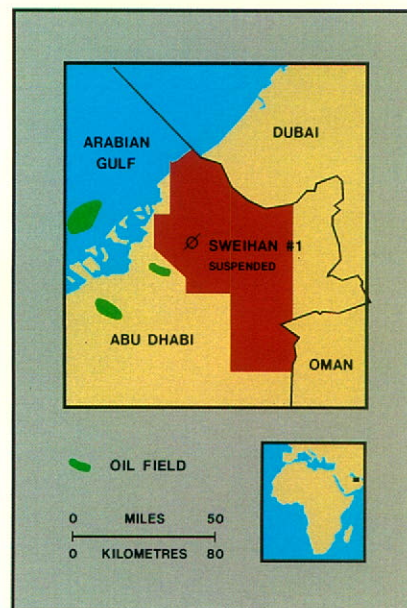 ARABIAN
GULF
DUBAI
SWEIHAN #1
SUSPENDED
ABU DHABI
OMAN
OIL FIELD
0 MILES 50
0 KILOMETRES 80